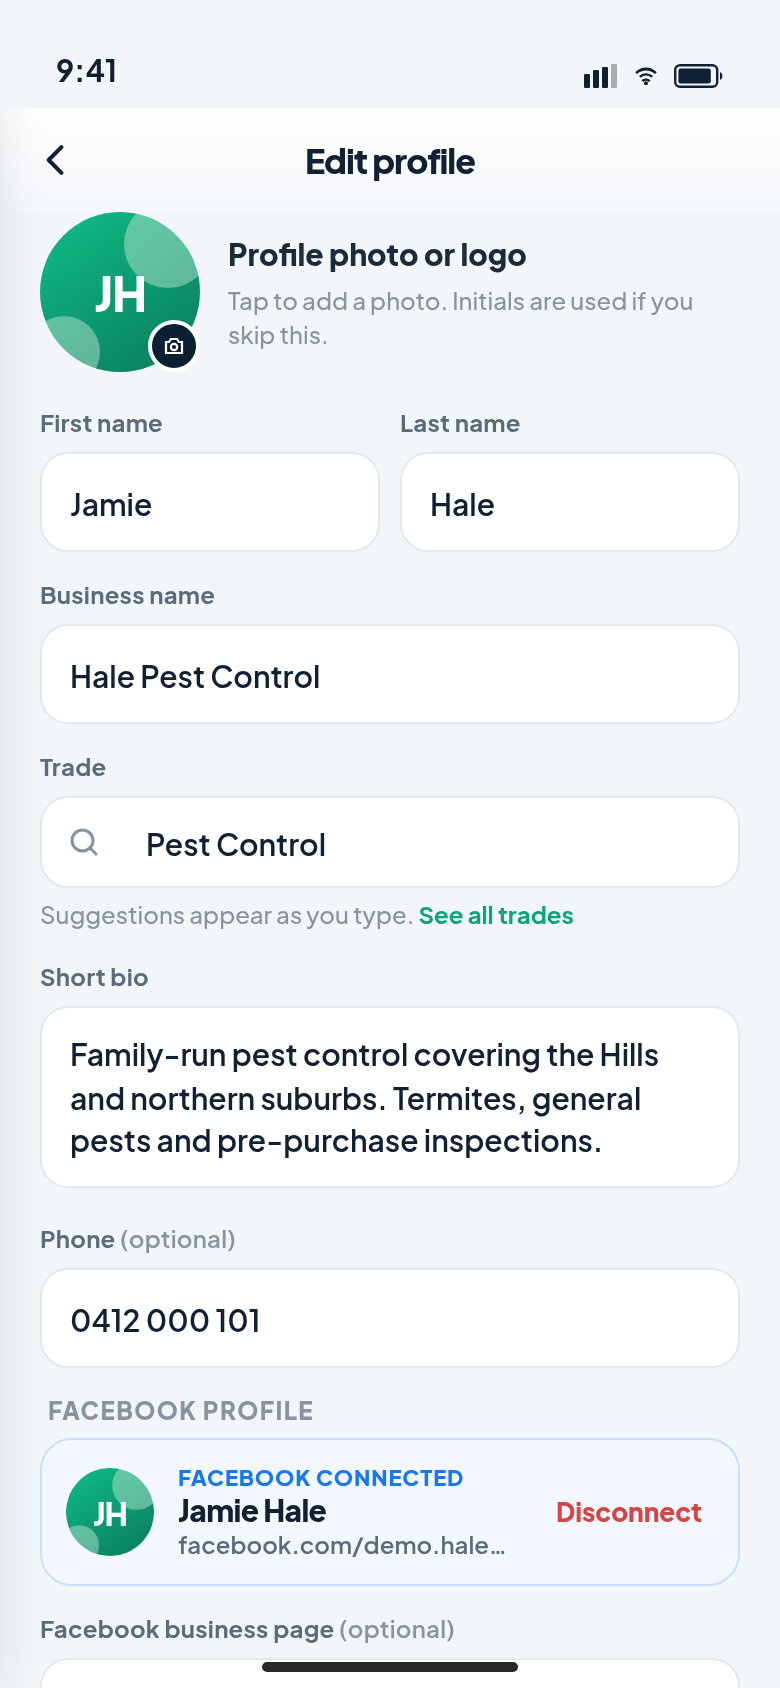 9:41
Edit profile
JH
Profile photo or logo
Tap to add a photo. Initials are used if you
skip this.
First name
Last name
Jamie
Hale
Business name
Hale Pest Control
Trade
Pest Control
Suggestions appear as you type. See all trades
Short bio
Family-run pest control covering the Hills
and northern suburbs. Termites, general
pests and pre-purchase inspections.
Phone (optional)
0412 000 101
FACEBOOK PROFILE
JH
FACEBOOK CONNECTED
Jamie Hale
facebook.com/demo.hale...
Disconnect
Facebook business page (optional)